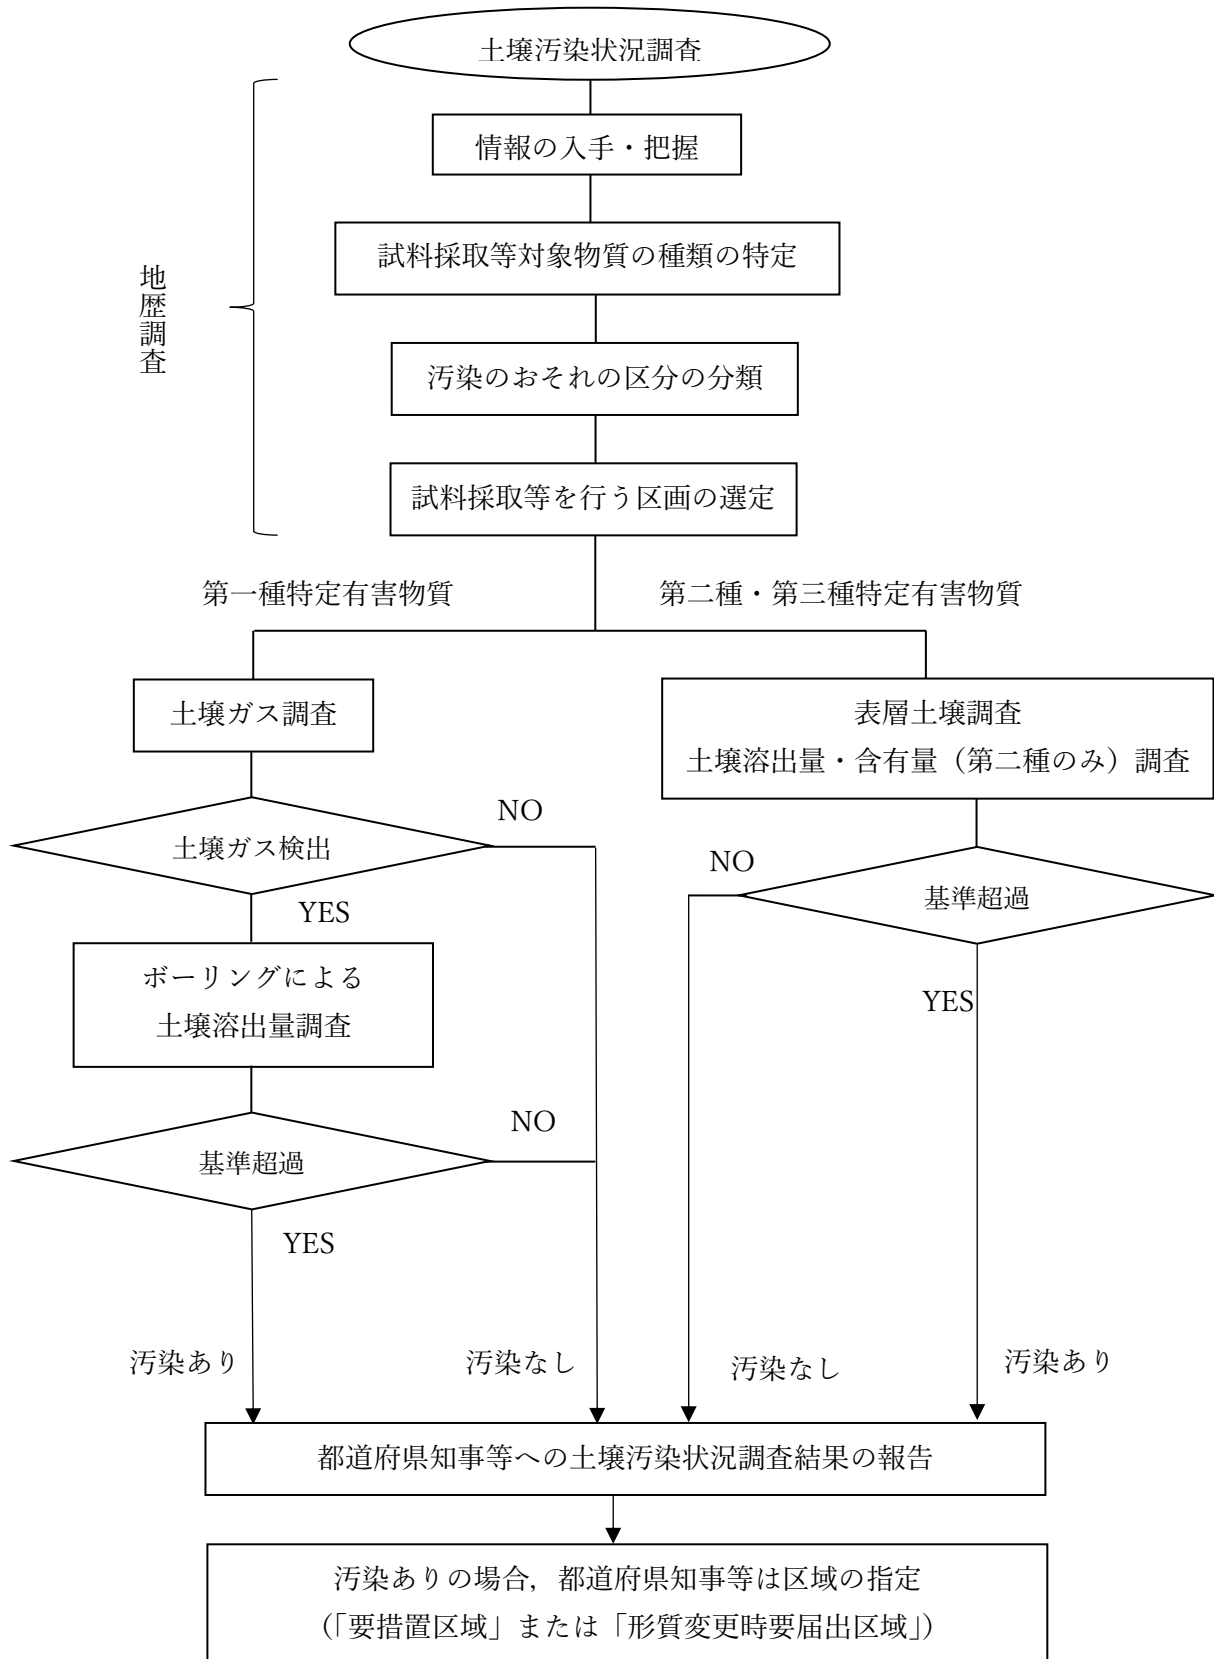 土壌汚染状況調査
情報の入手・把握
試料採取等対象物質の種類の特定
地歴調査
汚染のおそれの区分の分類
試料採取等を行う区画の選定
第一種特定有害物質
第二種・第三種特定有害物質
土壌ガス調査
表層土壌調査
土壌溶出量・含有量（第二種のみ）調査
NO
土壌ガス検出
NO
基準超過
YES
ボーリングによる
土壌溶出量調査
YES
NO
基準超過
YES
汚染あり
汚染なし
汚染なし
汚染あり
都道府県知事等への土壌汚染状況調査結果の報告
汚染ありの場合，都道府県知事等は区域の指定
（「要措置区域」または「形質変更時要届出区域」）